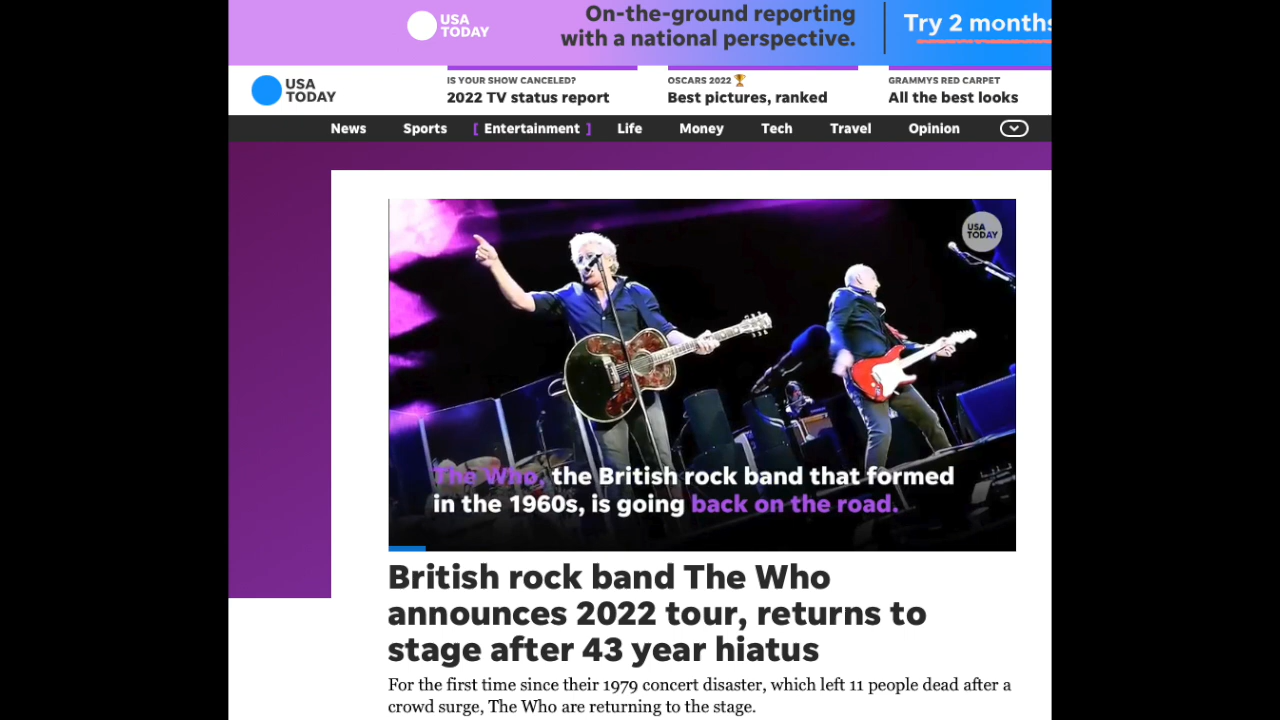 USA
TODAY
On-the-ground reporting
with a national perspective.
Try 2 months
USA
TODAY
IS YOUR SHOW CANCELED?
2022 TV status report
OSCARS 2022 🏆
Best pictures, ranked
GRAMMYS RED CARPET
All the best looks
News Sports [ Entertainment ] Life Money Tech Travel Opinion
USA
TODAY
The Who, the British rock band that formed
in the 1960s, is going back on the road.
British rock band The Who
announces 2022 tour, returns to
stage after 43 year hiatus
For the first time since their 1979 concert disaster, which left 11 people dead after a
crowd surge, The Who are returning to the stage.